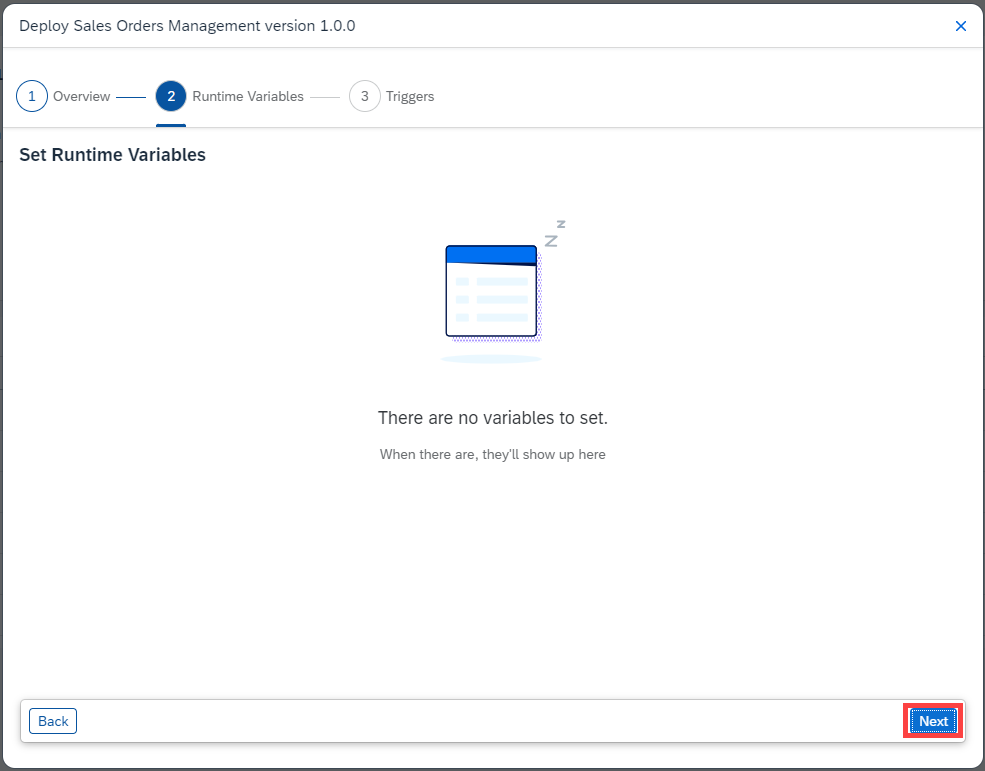 Deploy Sales Orders Management version 1.0.0
1 Overview 2 Runtime Variables 3 Triggers
Set Runtime Variables
z
z
There are no variables to set.
When there are, they'll show up here
Back Next